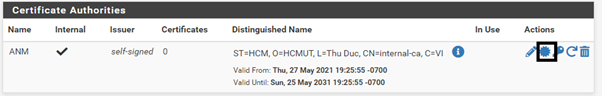 Certificate Authorities
Name Internal Issuer Certificates Distinguished Name In Use Actions
ANM self-signed 0 ST=HCM, O=HCMUT, L=Thu Duc, CN=internal-ca, C=VI
Valid From: Thu, 27 May 2021 19:25:55 -0700
Valid Until: Sun, 25 May 2031 19:25:55 -0700